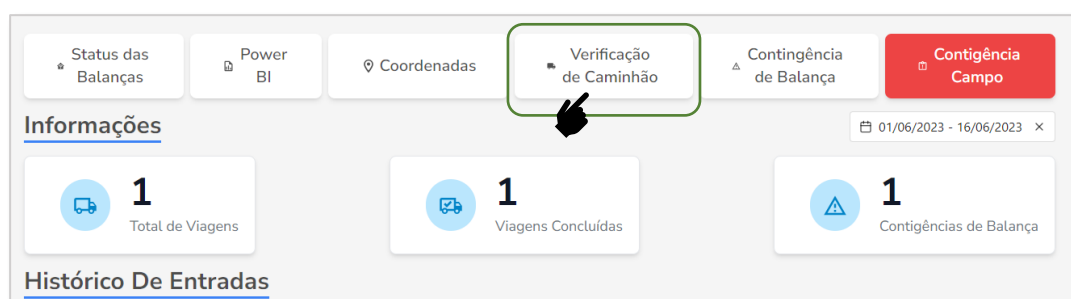 Status das
Balanças
Power
BI
Coordenadas
Verificação
de Caminhão
Contingência
de Balança
Contigência
Campo
Informações
01/06/2023 - 16/06/2023 ×
1
Total de Viagens
1
Viagens Concluídas
1
Contigências de Balança
Histórico De Entradas